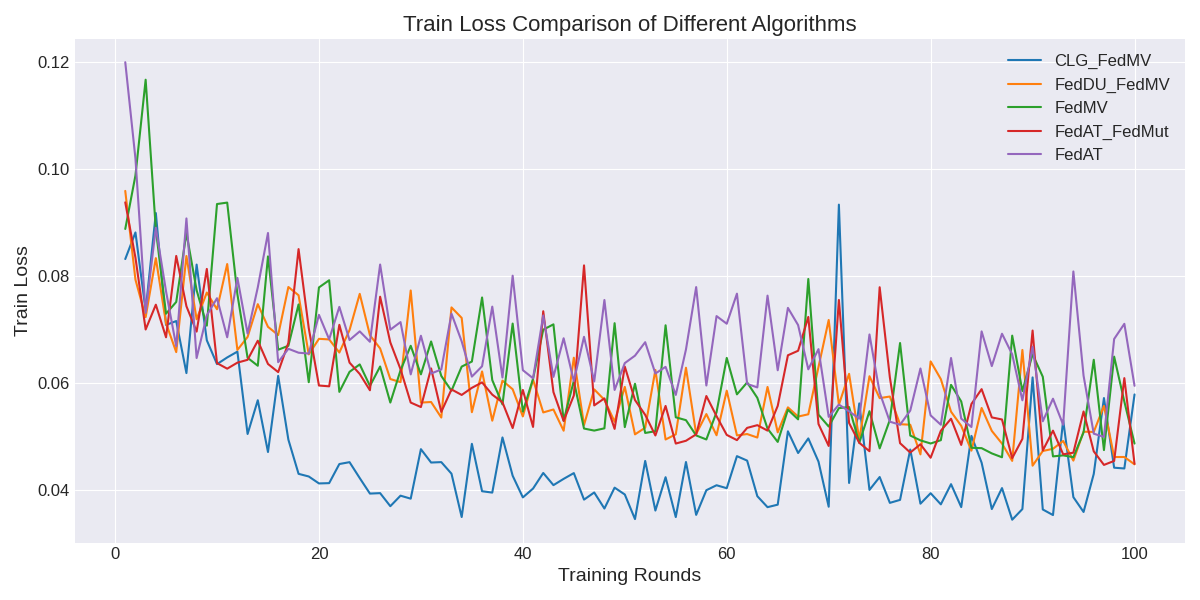 Train Loss Comparison of Different Algorithms
Train Loss
0.12
0.10
0.08
0.06
0.04
CLG_FedMV
FedDU_FedMV
FedMV
FedAT_FedMut
FedAT
0 20 40 60 80 100
Training Rounds